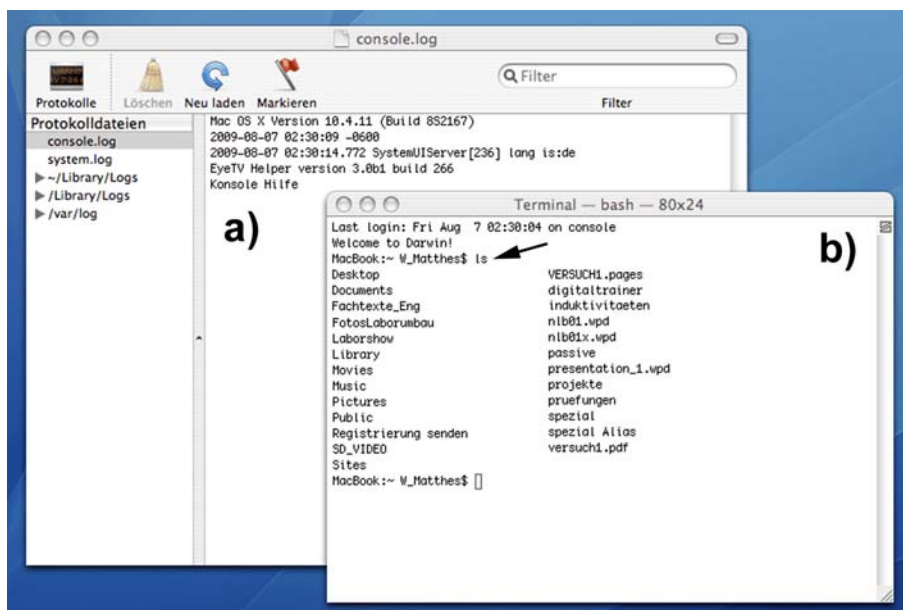 console.log
Filter
Protokolle Löschen Neu laden Markieren Filter
Protokolldateien
console.log
system.log
~/Library/Logs
/Library/Logs
/var/log
Mac OS X Version 10.4.11 (Build 8S2167)
2009-08-07 02:30:09 -0600
2009-08-07 02:30:14.772 SystemUIServer[236] lang is:de
EyeTV Helper version 3.0b1 build 266
Konsole Hilfe
a)
Terminal — bash — 80x24
Last login: Fri Aug 7 02:30:04 on console
Welcome to Darwin!
MacBook:~ W_Matthes$ ls
b)
Desktop VERSUCH1.pages
Documents digitaltrainer
Fachtexte_Eng induktivitaeten
FotosLaborumbau nlb01.wpd
Laborshow nlb01x.wpd
Library passive
Movies presentation_1.wpd
Music projekte
Pictures pruefungen
Public spezial
Registrierung senden spezial Alias
SD_VIDEO versuch1.pdf
Sites
MacBook:~ W_Matthes$